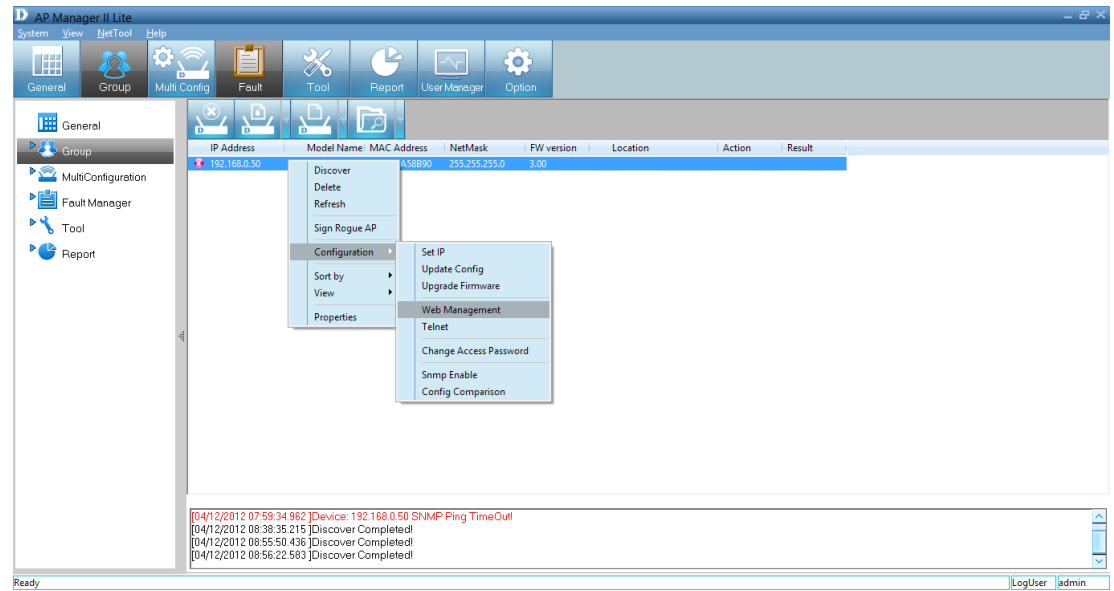 D AP Manager II Lite
System View NetTool Help
General Group Multi Config Fault Tool Report User Manager Option
General
Group
MultiConfiguration
Fault Manager
Tool
Report
IP Address Model Name MAC Address NetMask FW version Location Action Result
192.168.0.50 A58B90 255.255.255.0 3.00
Discover
Delete
Refresh
Sign Rogue AP
Configuration
Sort by
View
Properties
Set IP
Update Config
Upgrade Firmware
Web Management
Telnet
Change Access Password
Snmp Enable
Config Comparison
[04/12/2012 07:59:34.962 ]Device: 192.168.0.50 SNMP Ping TimeOut!
[04/12/2012 08:38:35.215 ]Discover Completed!
[04/12/2012 08:55:50.436 ]Discover Completed!
[04/12/2012 08:56:22.583 ]Discover Completed!
Ready LogUser admin